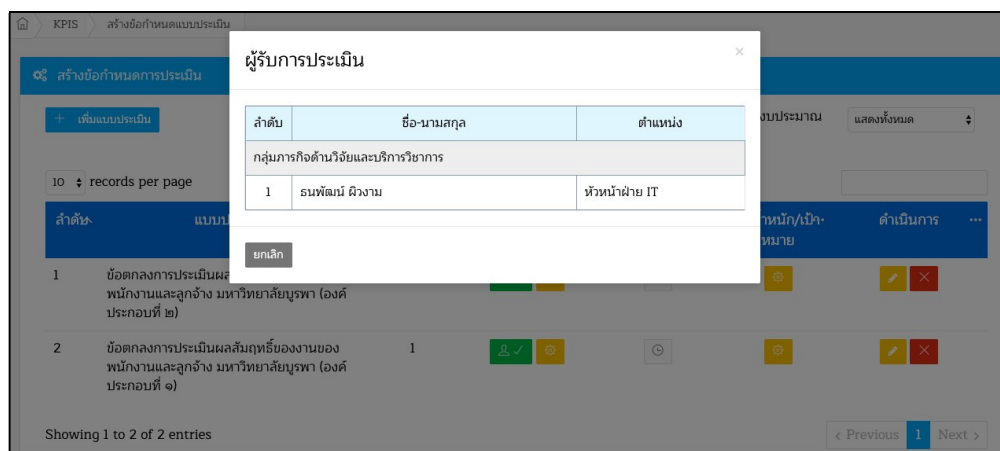 KPIS
สร้างข้อกำหนดแบบประเมิน
ผู้รับการประเมิน
×
สร้างข้อกำหนดการประเมิน
+ เพิ่มแบบประเมิน
แสดงทั้งหมด
ลำดับ ชื่อ-นามสกุล ตำแหน่ง
กลุ่มภารกิจด้านวิจัยและบริการวิชาการ
1 ธนพัฒน์ ผิวงาม หัวหน้าฝ่าย IT
ยกเลิก
10 records per page
ลำดับ ดำเนินการ ...
หมาย
1 ข้อตกลงการประเมินผล
พนักงานและลูกจ้าง มหาวิทยาลัยบูรพา (องค์
ประกอบที่ ๒)
2 ข้อตกลงการประเมินผลสัมฤทธิ์ของงานของ 1
พนักงานและลูกจ้าง มหาวิทยาลัยบูรพา (องค์
ประกอบที่ ๑)
Showing 1 to 2 of 2 entries
‹ Previous 1 Next ›